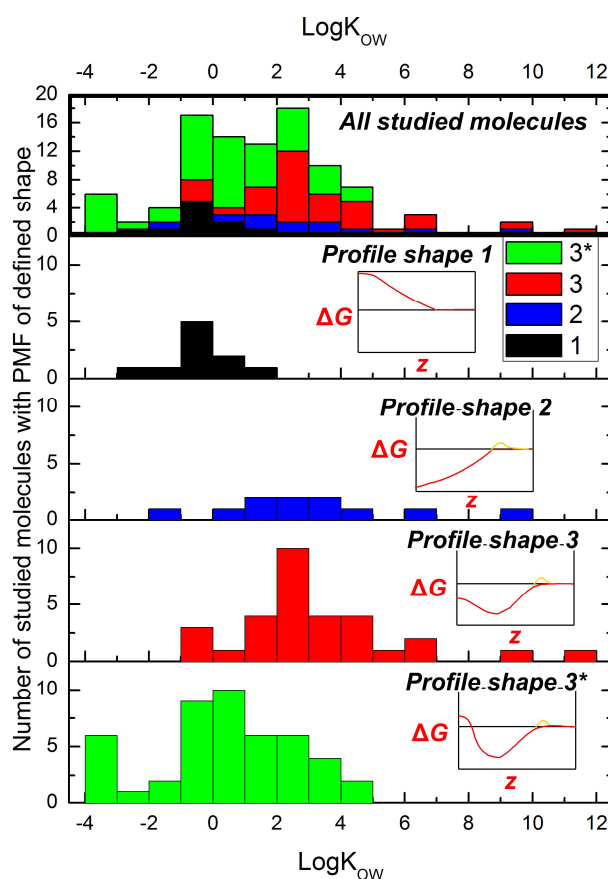 LogK_OW
-4 -2 0 2 4 6 8 10 12
Number of studied molecules with PMF of defined shape
20
16
12
8
4
0
All studied molecules
10
5
0
Profile shape 1
ΔG
z
3*
3
2
1
10
5
0
Profile shape 2
ΔG
z
10
5
0
Profile shape 3
ΔG
z
10
5
0
Profile shape 3*
ΔG
z
-4 -2 0 2 4 6 8 10 12
LogK_OW